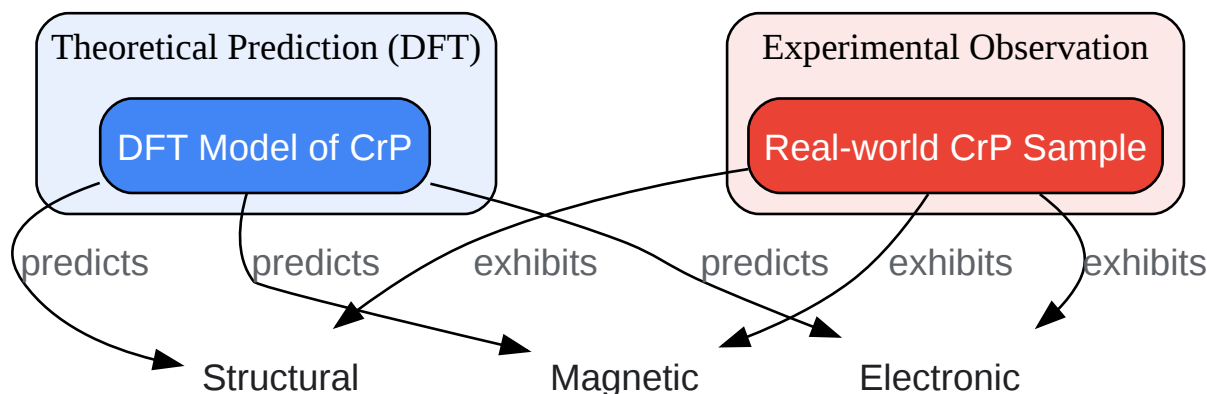 Theoretical Prediction (DFT)
Experimental Observation
DFT Model of CrP
Real-world CrP Sample
predicts
predicts
exhibits
predicts
exhibits
exhibits
Structural
Magnetic
Electronic